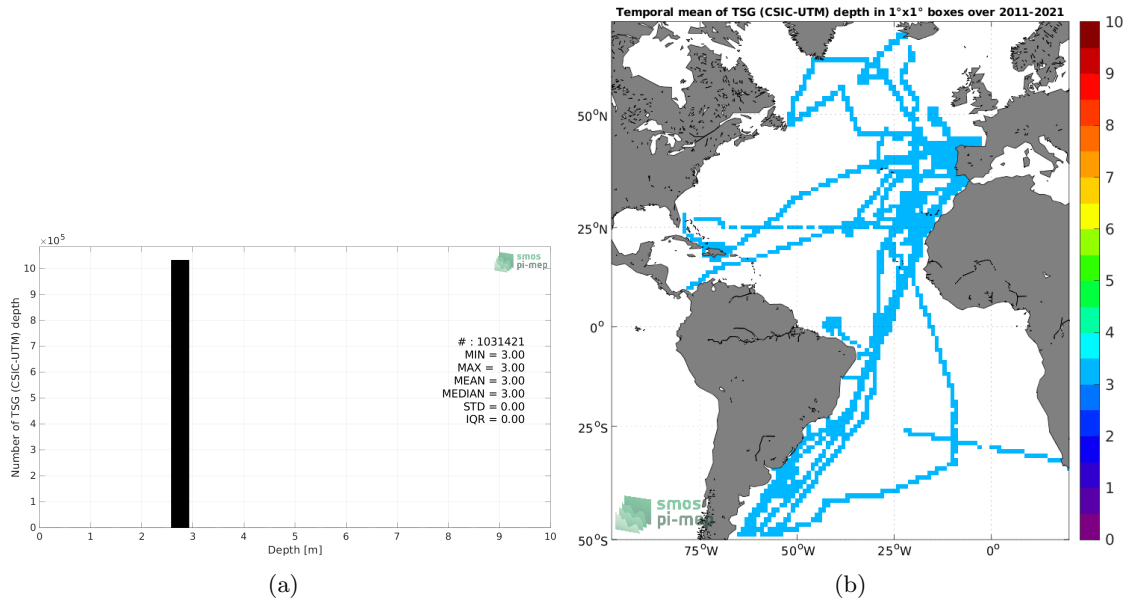 ×10⁵
10
9
8
7
6
5
4
3
2
1
0
Number of TSG (CSIC-UTM) depth
smos
pi-mep
# : 1031421
MIN = 3.00
MAX = 3.00
MEAN = 3.00
MEDIAN = 3.00
STD = 0.00
IQR = 0.00
0 1 2 3 4 5 6 7 8 9 10
Depth [m]
(a)
Temporal mean of TSG (CSIC-UTM) depth in 1°x1° boxes over 2011-2021
50°N
25°N
0°
25°S
50°S
75°W 50°W 25°W 0°
smos
pi-mep
10
9
8
7
6
5
4
3
2
1
0
(b)